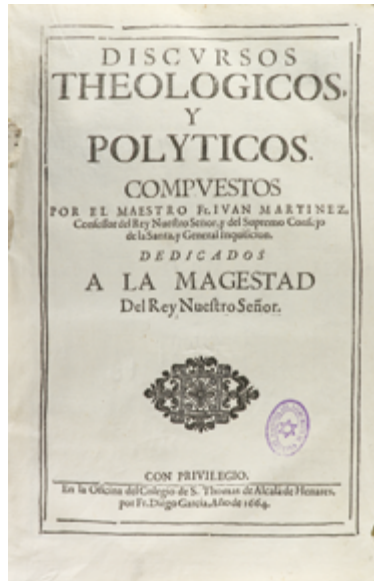 DISCVRSOS
THEOLOGICOS,
Y
POLYTICOS.
COMPVESTOS
POR EL MAESTRO Fr. IVAN MARTINEZ,
Confessor del Rey Nuestro Señor, y del Supremo Consejo
de la Santa, y General Inquisicion.
DEDICADOS
A LA MAGESTAD
Del Rey Nuestro Señor.
CON PRIVILEGIO.
En la Oficina del Colegio de S. Thomas de Alcalà de Henares,
por Fr. Diego Garcia, Año de 1664.